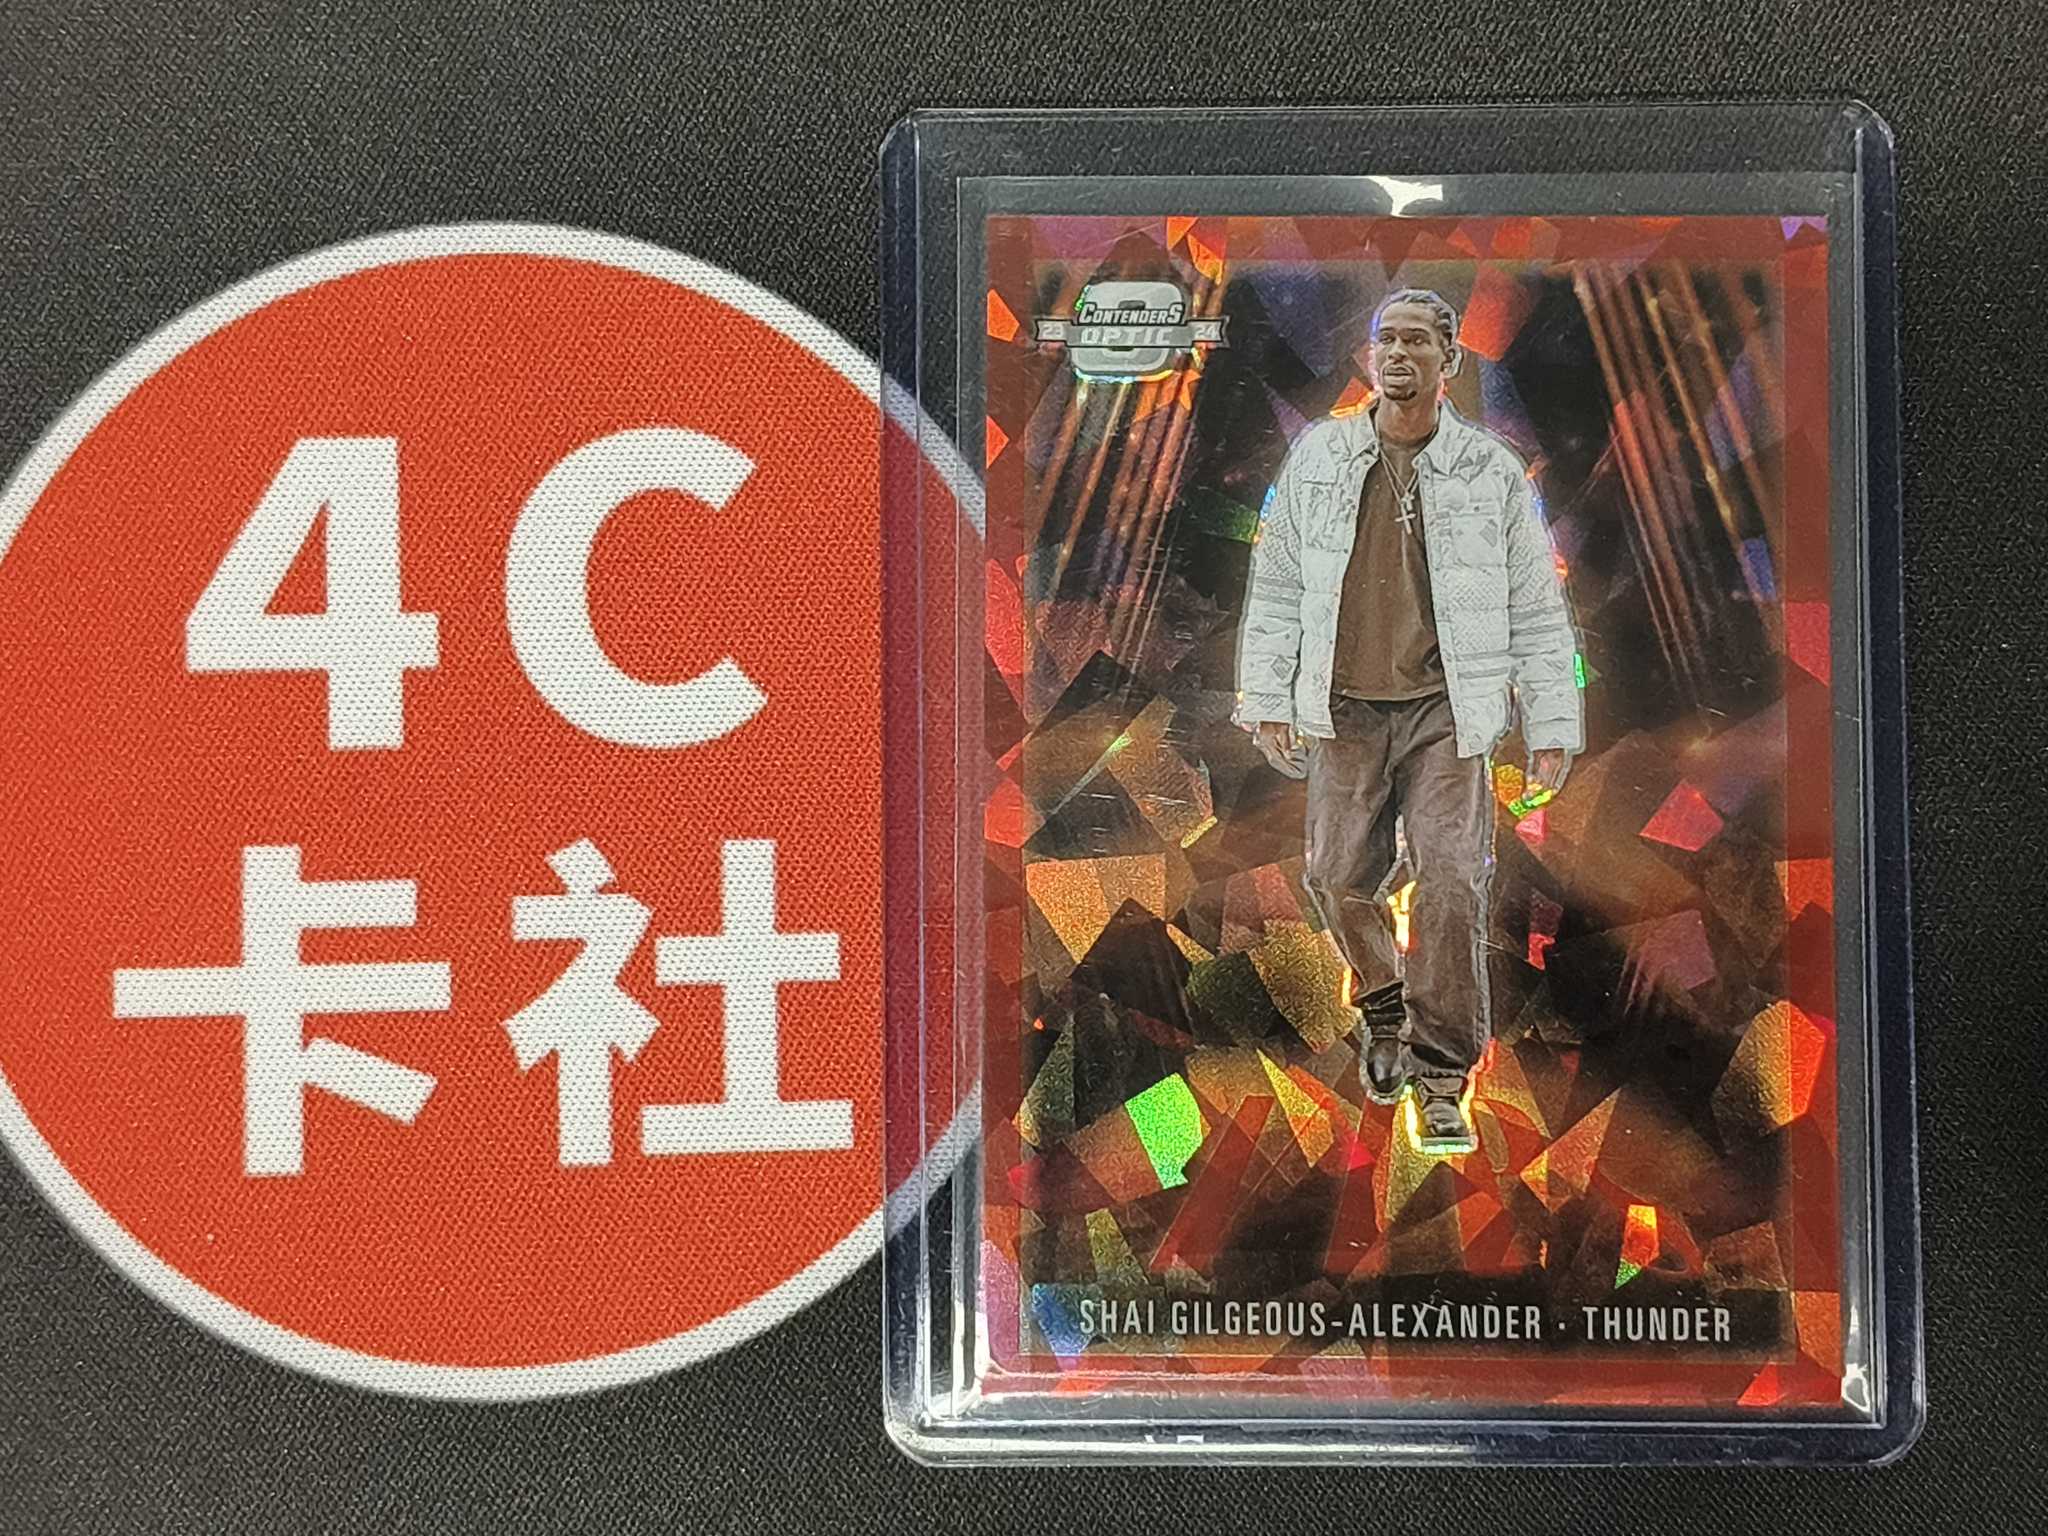 4C
卡社
CONTENDERS
23 OPTIC 24
SHAI GILGEOUS-ALEXANDER · THUNDER